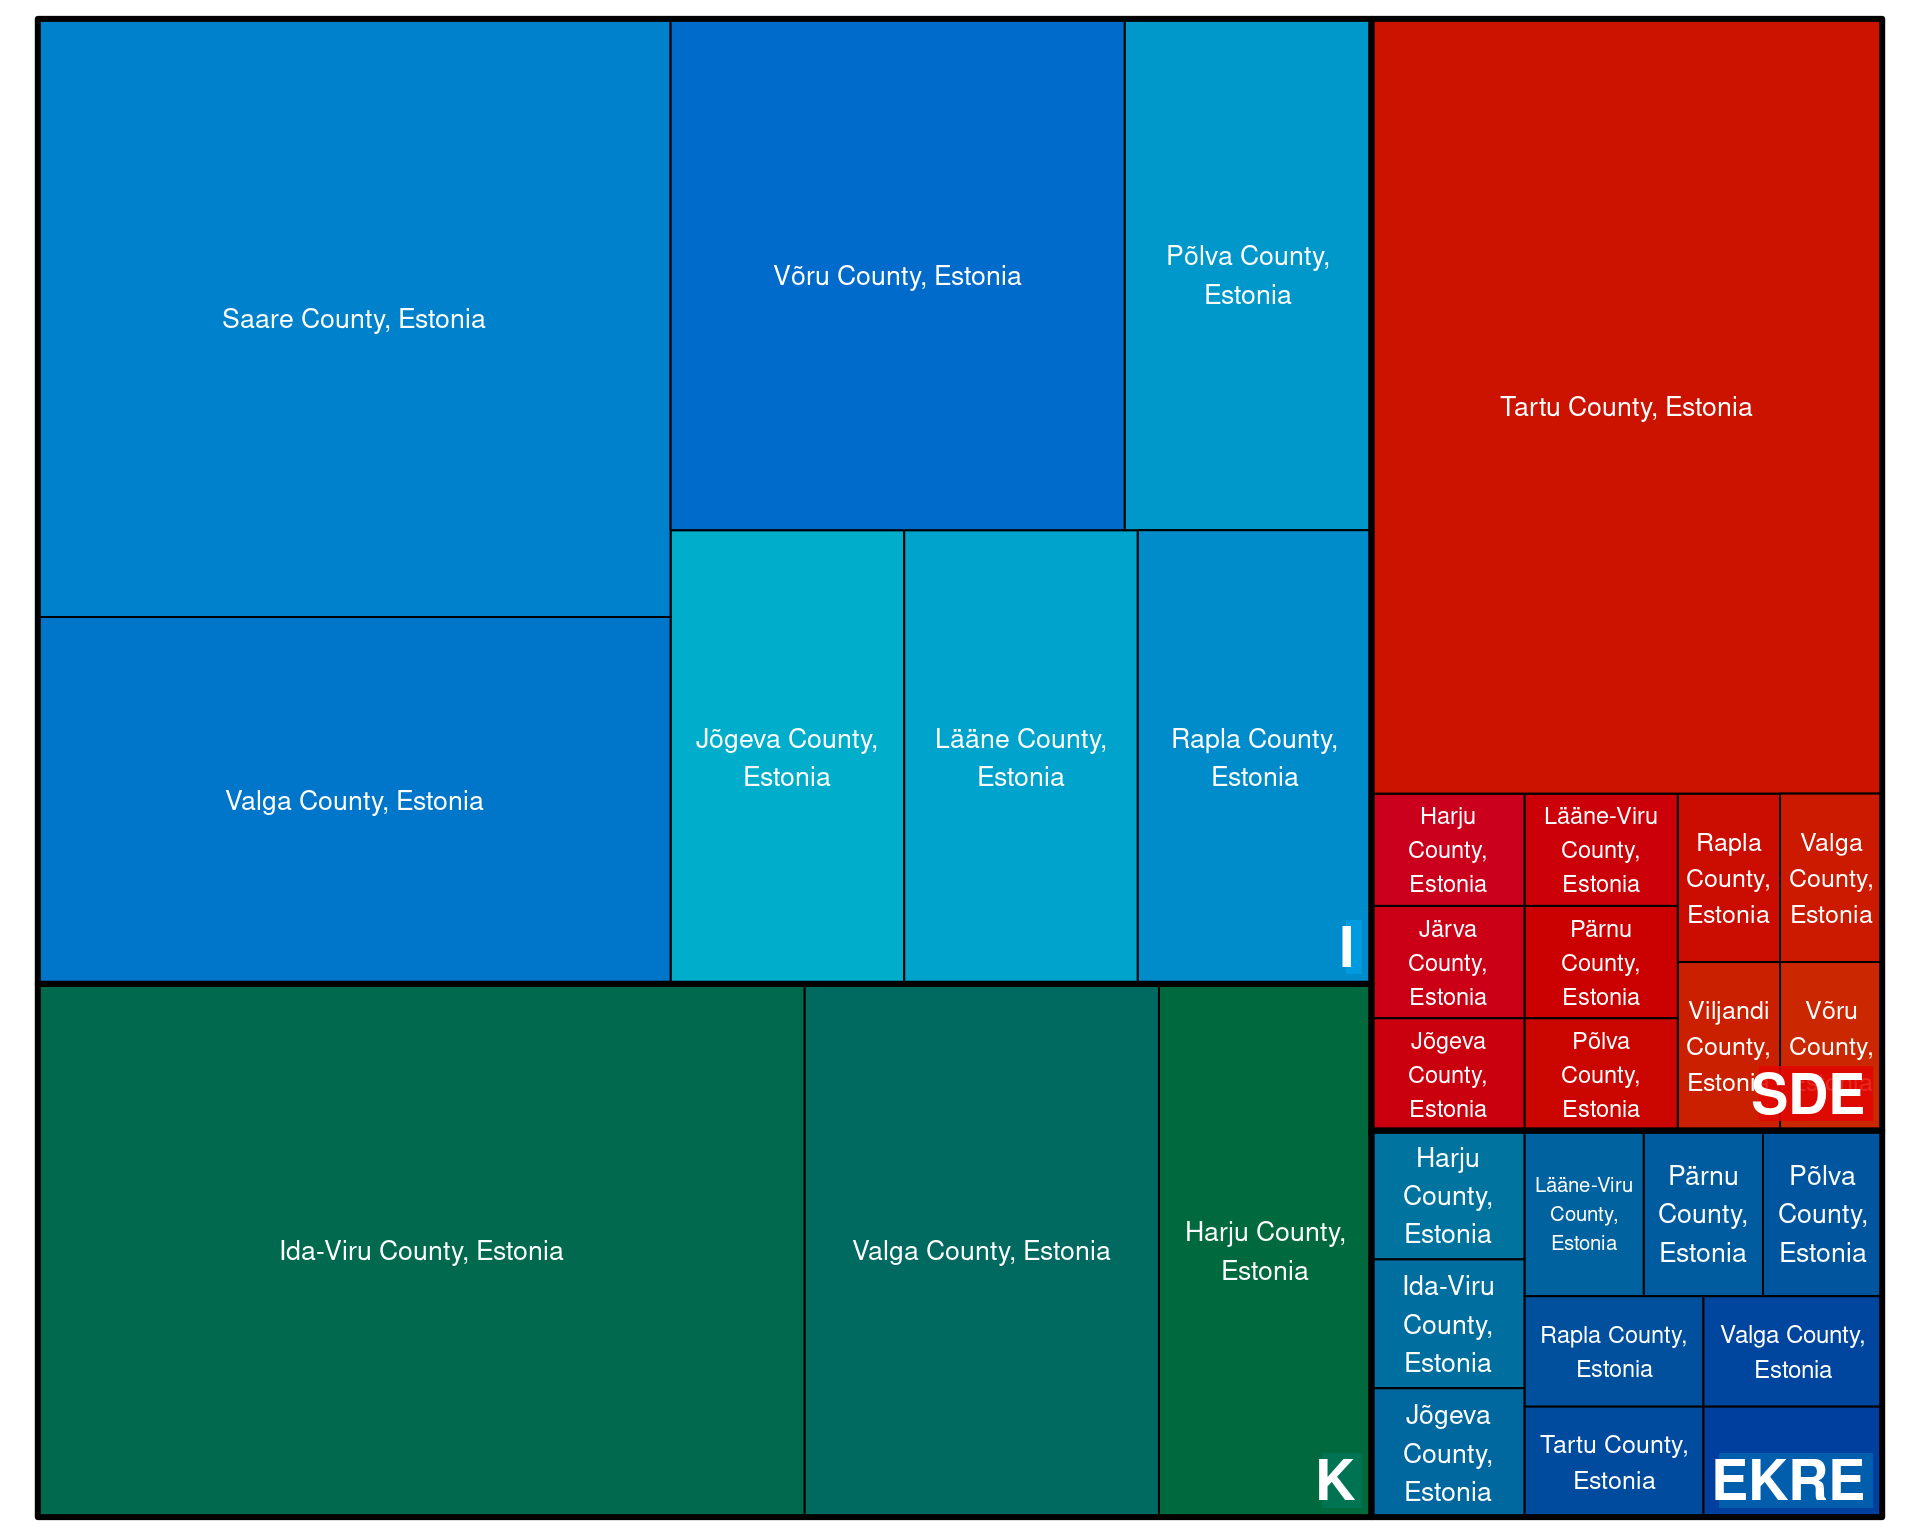 Saare County, Estonia
Võru County, Estonia
Põlva County,
Estonia
Valga County, Estonia
Jõgeva County,
Estonia
Lääne County,
Estonia
Rapla County,
Estonia
I
Ida-Viru County, Estonia
Valga County, Estonia
Harju County,
Estonia
K
Tartu County, Estonia
Harju
County,
Estonia
Lääne-Viru
County,
Estonia
Rapla
County,
Estonia
Valga
County,
Estonia
Järva
County,
Estonia
Pärnu
County,
Estonia
Jõgeva
County,
Estonia
Põlva
County,
Estonia
Viljandi
County,
Estonia
Võru
County,
Estonia
SDE
Harju
County,
Estonia
Lääne-Viru
County,
Estonia
Pärnu
County,
Estonia
Põlva
County,
Estonia
Ida-Viru
County,
Estonia
Rapla County,
Estonia
Valga County,
Estonia
Jõgeva
County,
Estonia
Tartu County,
Estonia
EKRE